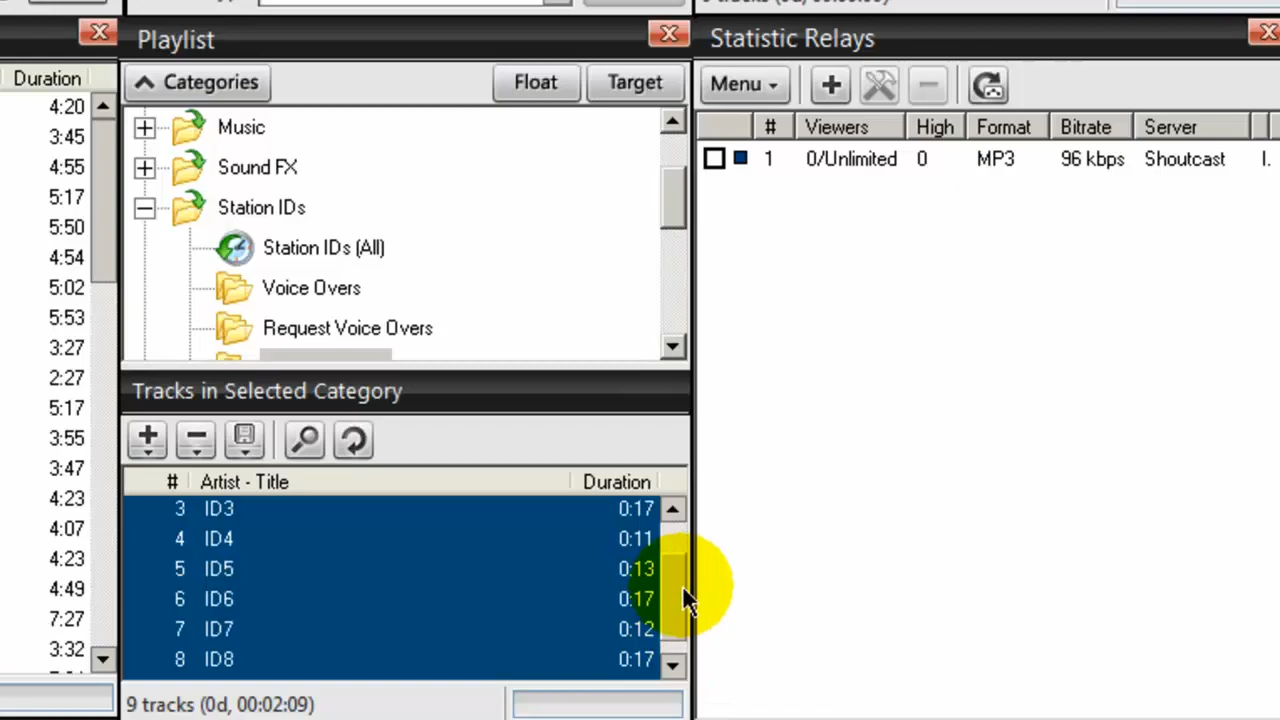 Duration
4:20
3:45
4:55
5:17
5:50
4:54
5:02
5:53
3:27
2:27
5:17
3:55
3:47
4:23
4:07
4:23
4:49
7:27
3:32
Playlist
Categories Float Target
Music
Sound FX
Station IDs
Station IDs (All)
Voice Overs
Request Voice Overs
Tracks in Selected Category
# Artist - Title Duration
3 ID3 0:17
4 ID4 0:11
5 ID5 0:13
6 ID6 0:17
7 ID7 0:12
8 ID8 0:17
9 tracks (0d, 00:02:09)
Statistic Relays
Menu
# Viewers High Format Bitrate Server
1 0/Unlimited 0 MP3 96 kbps Shoutcast I.